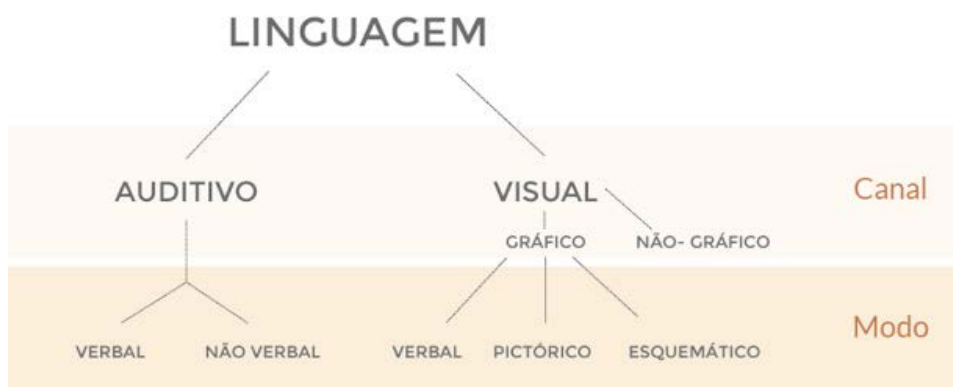 LINGUAGEM
AUDITIVO
VISUAL
Canal
GRÁFICO
NÃO- GRÁFICO
VERBAL
NÃO VERBAL
VERBAL
PICTÓRICO
ESQUEMÁTICO
Modo